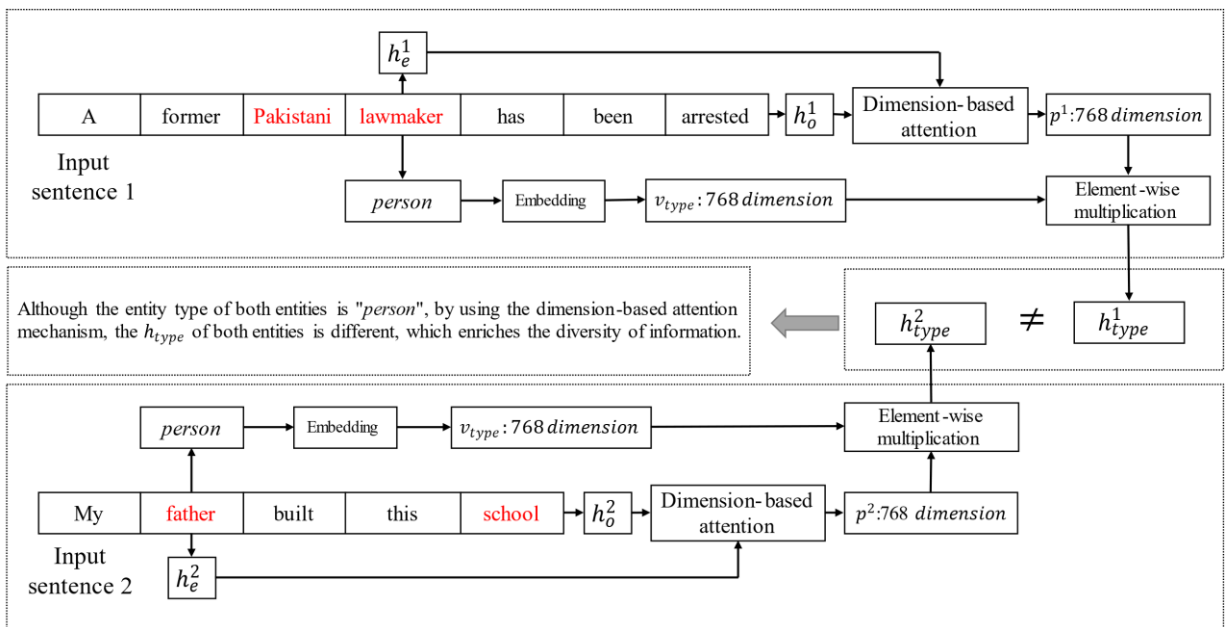 h_e^1
A former Pakistani lawmaker has been arrested h_o^1 Dimension-based attention p^1:768 dimension
Input
sentence 1
person Embedding v_type: 768 dimension Element-wise multiplication
Although the entity type of both entities is "person", by using the dimension-based attention
mechanism, the h_type of both entities is different, which enriches the diversity of information.
h_type^2 ≠ h_type^1
person Embedding v_type: 768 dimension Element-wise multiplication
My father built this school h_o^2 Dimension-based attention p^2:768 dimension
Input
sentence 2
h_e^2